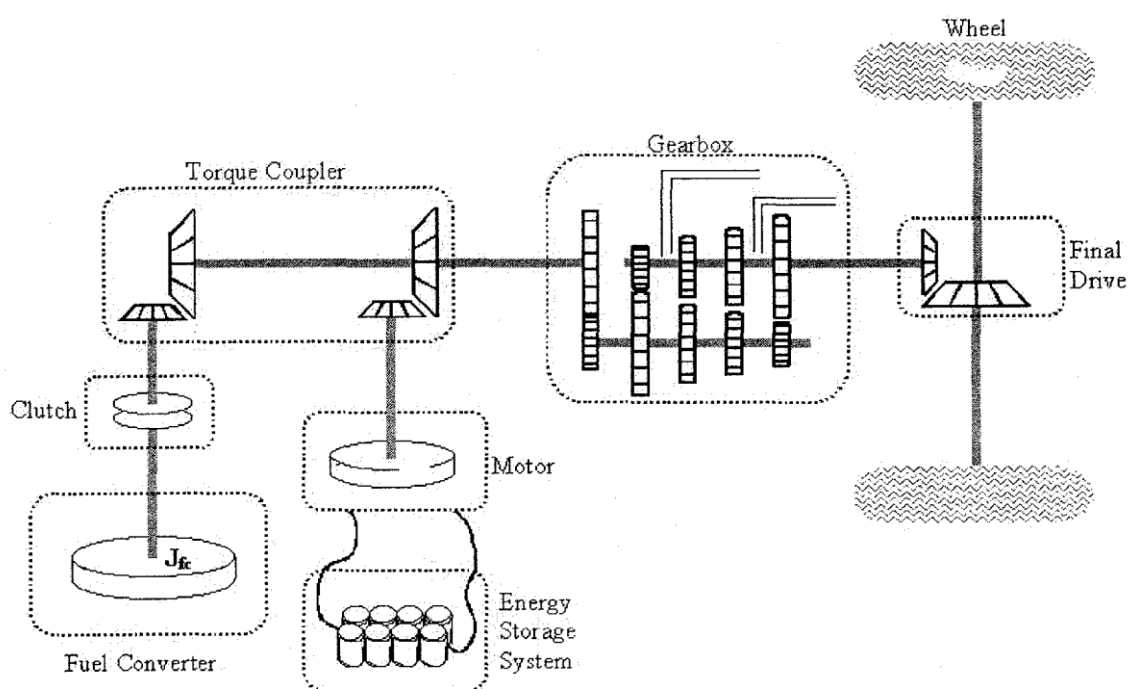 Wheel
Gearbox
Torque Coupler
Final
Drive
Clutch
Motor
J_fc
Energy
Storage
System
Fuel Converter